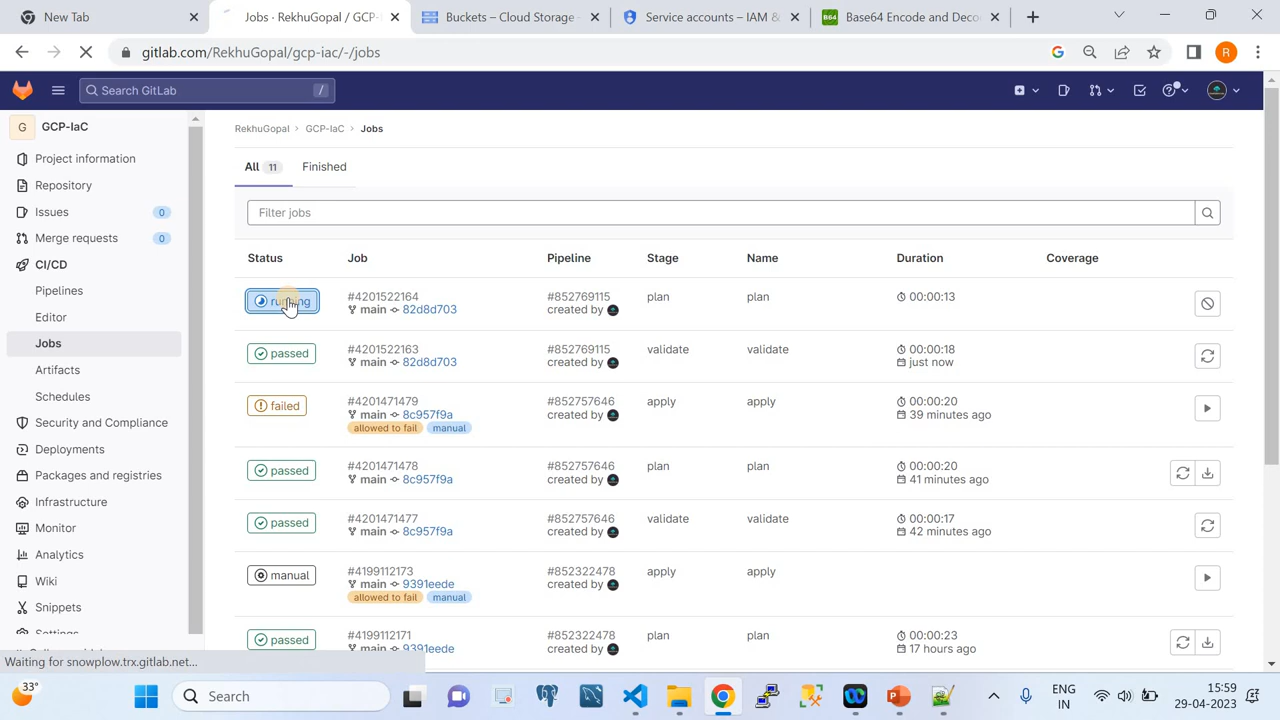 New Tab
Jobs · RekhuGopal / GCP-I
Buckets – Cloud Storage -
Service accounts – IAM &
B64
Base64 Encode and Deco
gitlab.com/RekhuGopal/gcp-iac/-/jobs
R
Search GitLab
/
G
GCP-IaC
Project information
Repository
Issues
0
Merge requests
0
CI/CD
Pipelines
Editor
Jobs
Artifacts
Schedules
Security and Compliance
Deployments
Packages and registries
Infrastructure
Monitor
Analytics
Wiki
Snippets
Settings
RekhuGopal > GCP-IaC > Jobs
All 11
Finished
Filter jobs
Status Job Pipeline Stage Name Duration Coverage
running #4201522164 #852769115 plan plan 00:00:13
main 82d8d703 created by
passed #4201522163 #852769115 validate validate 00:00:18
main 82d8d703 created by just now
failed #4201471479 #852757646 apply apply 00:00:20
main 8c957f9a created by 39 minutes ago
allowed to fail manual
passed #4201471478 #852757646 plan plan 00:00:20
main 8c957f9a created by 41 minutes ago
passed #4201471477 #852757646 validate validate 00:00:17
main 8c957f9a created by 42 minutes ago
manual #4199112173 #852322478 apply apply
main 9391eede created by
allowed to fail manual
passed #4199112171 #852322478 plan plan 00:00:23
main 9391eede created by 17 hours ago
Waiting for snowplow.trx.gitlab.net...
33°
Search
ENG
IN
15:59
29-04-2023